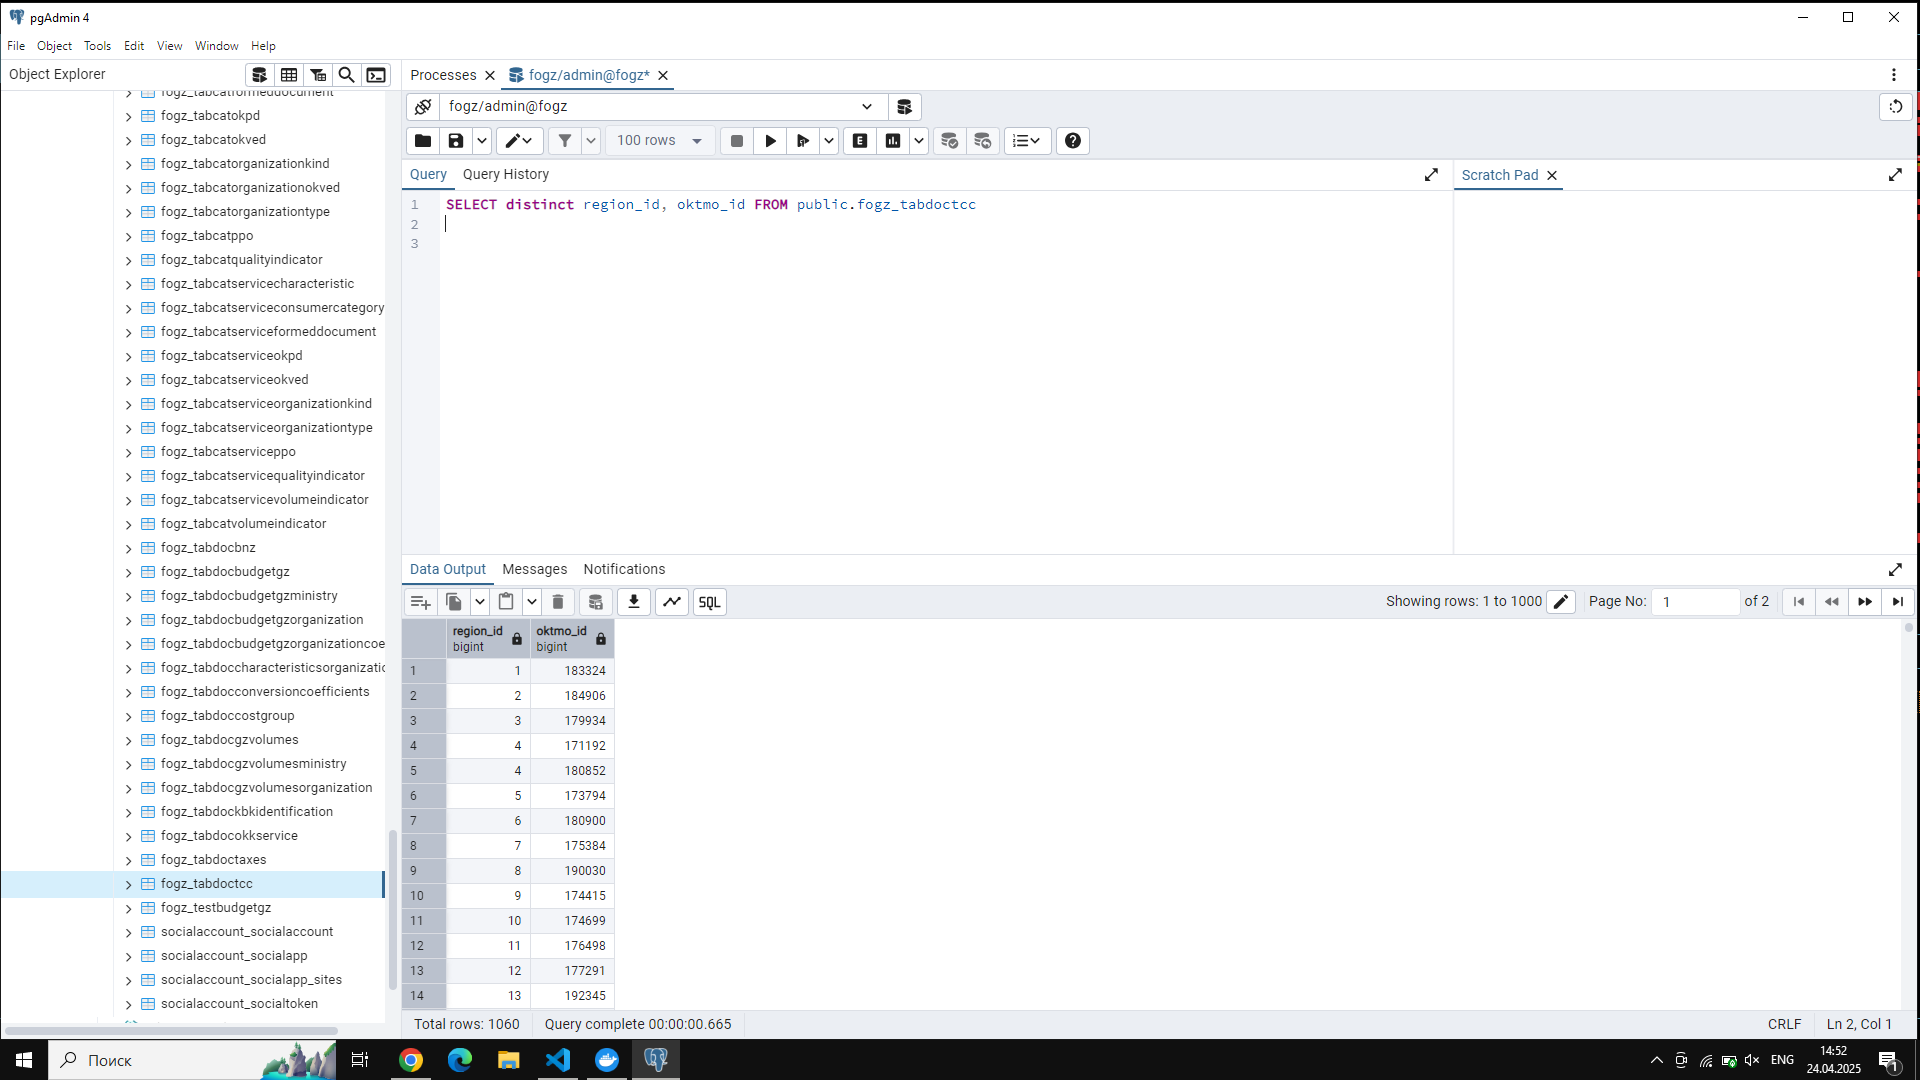 pgAdmin 4
File Object Tools Edit View Window Help
Object Explorer
Processes
fogz/admin@fogz*
fogz/admin@fogz
100 rows
Query Query History
Scratch Pad
1 SELECT distinct region_id, oktmo_id FROM public.fogz_tabdoctcc
2
3
fogz_tabcatformeddocument
fogz_tabcatokpd
fogz_tabcatokved
fogz_tabcatorganizationkind
fogz_tabcatorganizationokved
fogz_tabcatorganizationtype
fogz_tabcatppo
fogz_tabcatqualityindicator
fogz_tabcatservicecharacteristic
fogz_tabcatserviceconsumercategory
fogz_tabcatserviceformeddocument
fogz_tabcatserviceokpd
fogz_tabcatserviceokved
fogz_tabcatserviceorganizationkind
fogz_tabcatserviceorganizationtype
fogz_tabcatserviceppo
fogz_tabcatservicequalityindicator
fogz_tabcatservicevolumeindicator
fogz_tabcatvolumeindicator
fogz_tabdocbnz
fogz_tabdocbudgetgz
fogz_tabdocbudgetgzministry
fogz_tabdocbudgetgzorganization
fogz_tabdocbudgetgzorganizationcoe
fogz_tabdoccharacteristicsorganizatic
fogz_tabdocconversioncoefficients
fogz_tabdoccostgroup
fogz_tabdocgzvolumes
fogz_tabdocgzvolumesministry
fogz_tabdocgzvolumesorganization
fogz_tabdockbkidentification
fogz_tabdocokkservice
fogz_tabdoctaxes
fogz_tabdoctcc
fogz_testbudgetgz
socialaccount_socialaccount
socialaccount_socialapp
socialaccount_socialapp_sites
socialaccount_socialtoken
Data Output Messages Notifications
SQL
Showing rows: 1 to 1000
Page No: 1 of 2
region_id bigint
oktmo_id bigint
1 1 183324
2 2 184906
3 3 179934
4 4 171192
5 4 180852
6 5 173794
7 6 180900
8 7 175384
9 8 190030
10 9 174415
11 10 174699
12 11 176498
13 12 177291
14 13 192345
Total rows: 1060 Query complete 00:00:00.665
CRLF Ln 2, Col 1
Поиск
ENG
14:52
24.04.2025
1